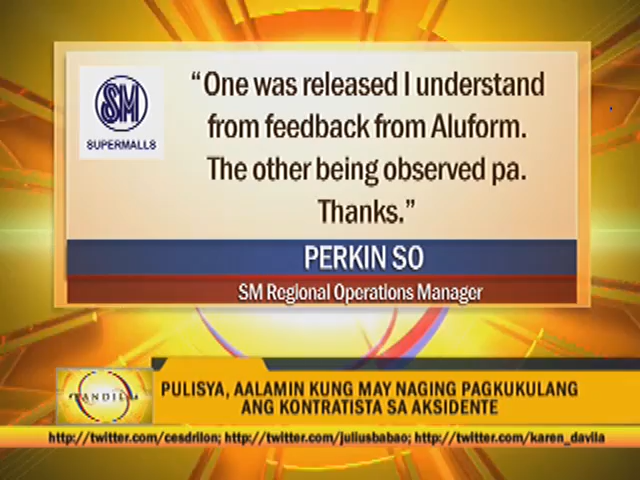 SM
SUPERMALLS
“One was released I understand
from feedback from Aluform.
The other being observed pa.
Thanks.”
PERKIN SO
SM Regional Operations Manager
BANDILA
PULISYA, AALAMIN KUNG MAY NAGING PAGKUKULANG
ANG KONTRATISTA SA AKSIDENTE
http://twitter.com/cesdrilon; http://twitter.com/juliusbabao; http://twitter.com/karen_davila